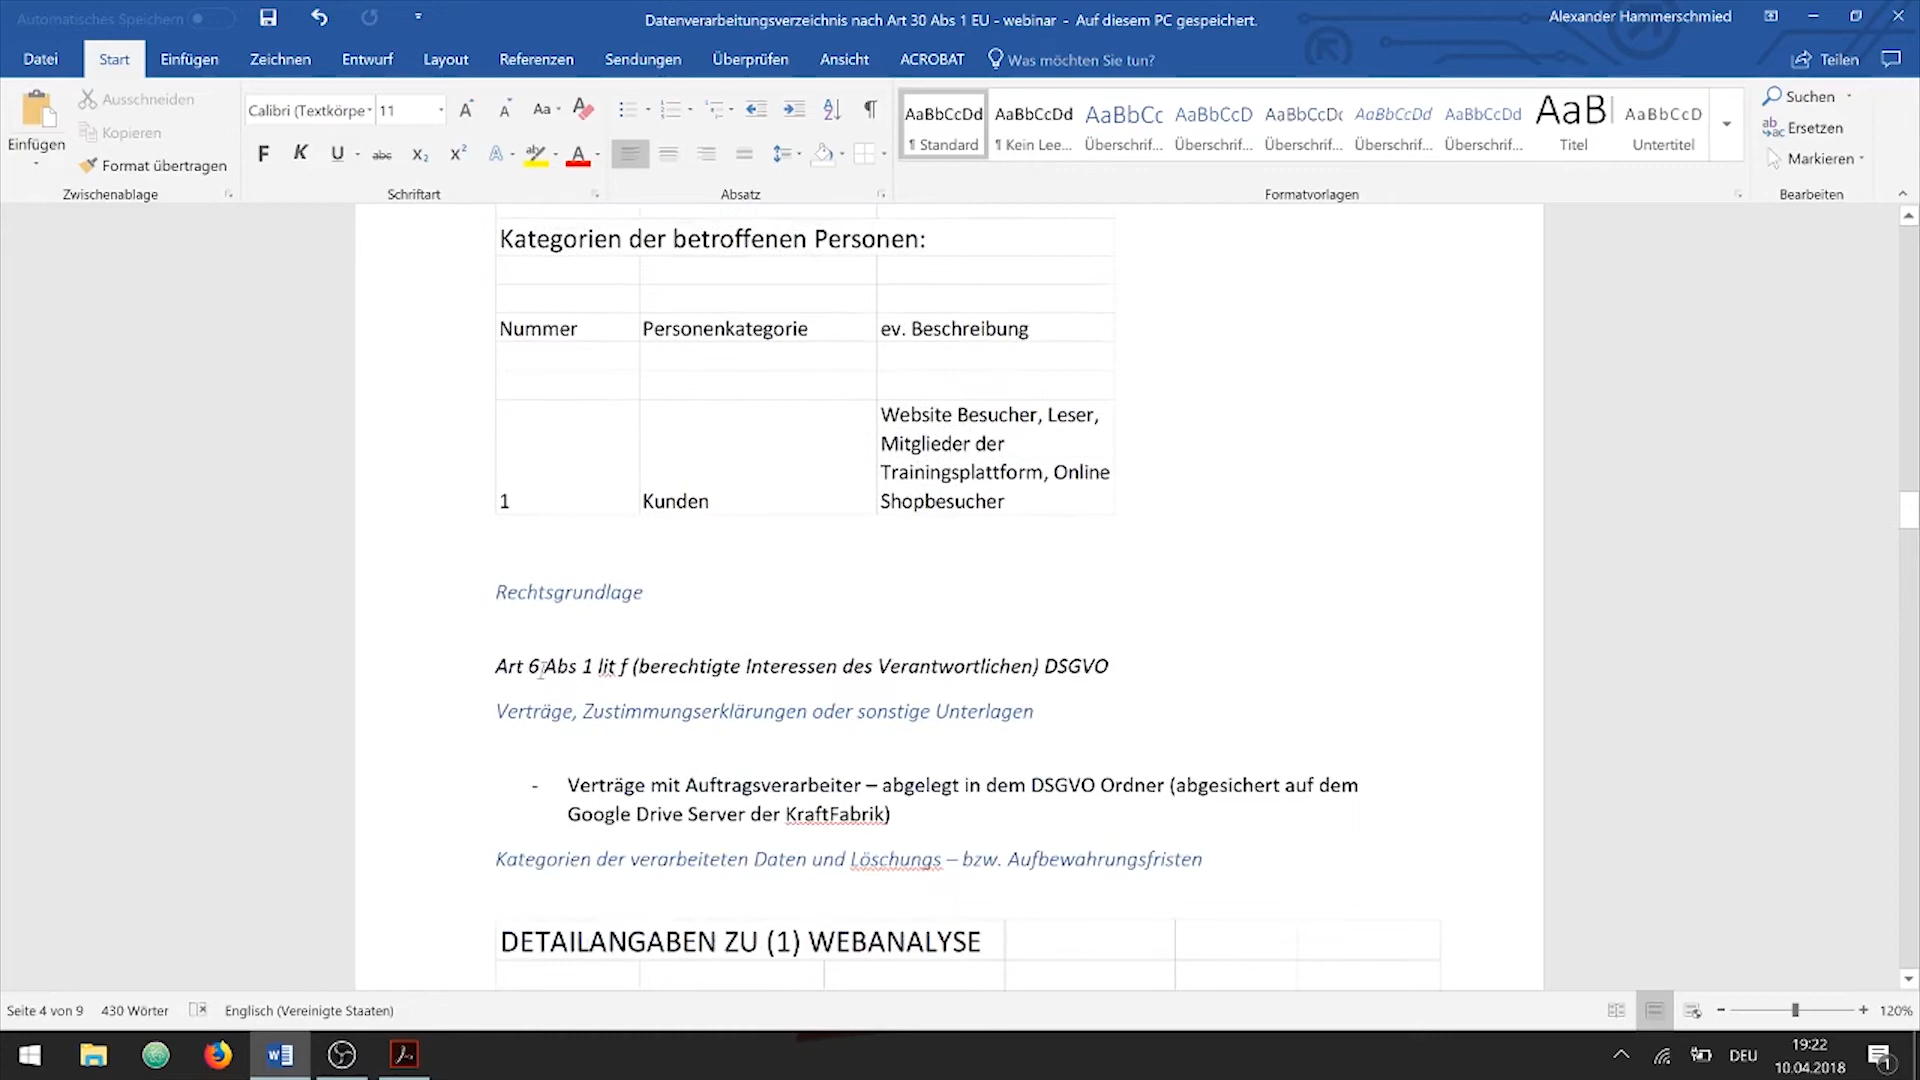 Automatisches Speichern
Datenverarbeitungsverzeichnis nach Art 30 Abs 1 EU - webinar - Auf diesem PC gespeichert.
Alexander Hammerschmied
Datei Start Einfügen Zeichnen Entwurf Layout Referenzen Sendungen Überprüfen Ansicht ACROBAT Was möchten Sie tun? Teilen
Einfügen
Ausschneiden
Kopieren
Format übertragen
Zwischenablage
Calibri (Textkörpe 11
F K U abc X₂ X²
Schriftart
Absatz
AaBbCcDd AaBbCcDd AaBbCc AaBbCcD AaBbCcDc AaBbCcDd AaBbCcDd AaB AaBbCcD
¶ Standard ¶ Kein Lee... Überschrif... Überschrif... Überschrif... Überschrif... Überschrif... Titel Untertitel
Formatvorlagen
Suchen
Ersetzen
Markieren
Bearbeiten
Kategorien der betroffenen Personen:
Nummer Personenkategorie ev. Beschreibung
Website Besucher, Leser,
Mitglieder der
Trainingsplattform, Online
1 Kunden Shopbesucher
Rechtsgrundlage
Art 6 Abs 1 lit f (berechtigte Interessen des Verantwortlichen) DSGVO
Verträge, Zustimmungserklärungen oder sonstige Unterlagen
- Verträge mit Auftragsverarbeiter – abgelegt in dem DSGVO Ordner (abgesichert auf dem
Google Drive Server der KraftFabrik)
Kategorien der verarbeiteten Daten und Löschungs – bzw. Aufbewahrungsfristen
DETAILANGABEN ZU (1) WEBANALYSE
Seite 4 von 9 430 Wörter Englisch (Vereinigte Staaten) 120%
DEU
19:22
10.04.2018
1